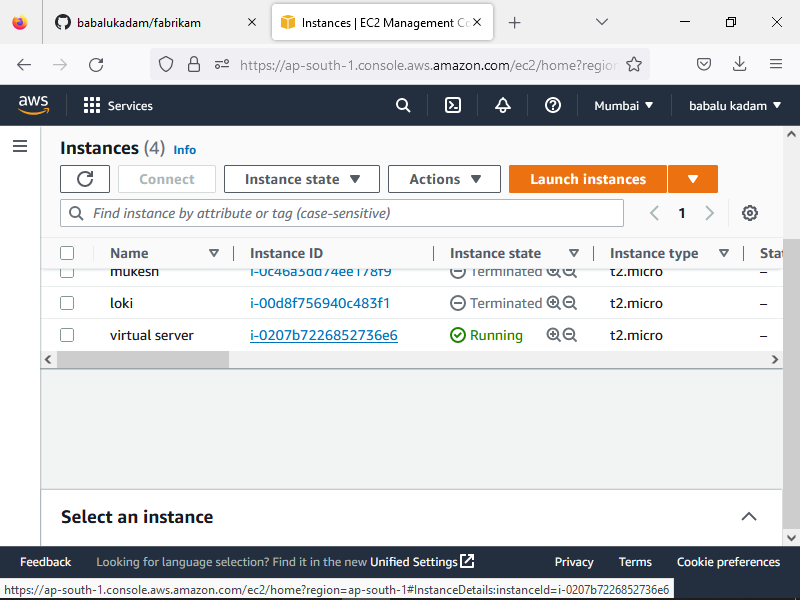 babalukadam/fabrikam
Instances | EC2 Management Co
https://ap-south-1.console.aws.amazon.com/ec2/home?region
aws
Services
Mumbai
babalu kadam
Instances (4) Info
Connect
Instance state
Actions
Launch instances
Find instance by attribute or tag (case-sensitive)
1
Name Instance ID Instance state Instance type Stat
mukesh i-0c46a3dd74ee178f9 Terminated t2.micro –
loki i-00d8f756940c483f1 Terminated t2.micro –
virtual server i-0207b7226852736e6 Running t2.micro –
Select an instance
Feedback Looking for language selection? Find it in the new Unified Settings Privacy Terms Cookie preferences
https://ap-south-1.console.aws.amazon.com/ec2/home?region=ap-south-1#InstanceDetails:instanceId=i-0207b7226852736e6